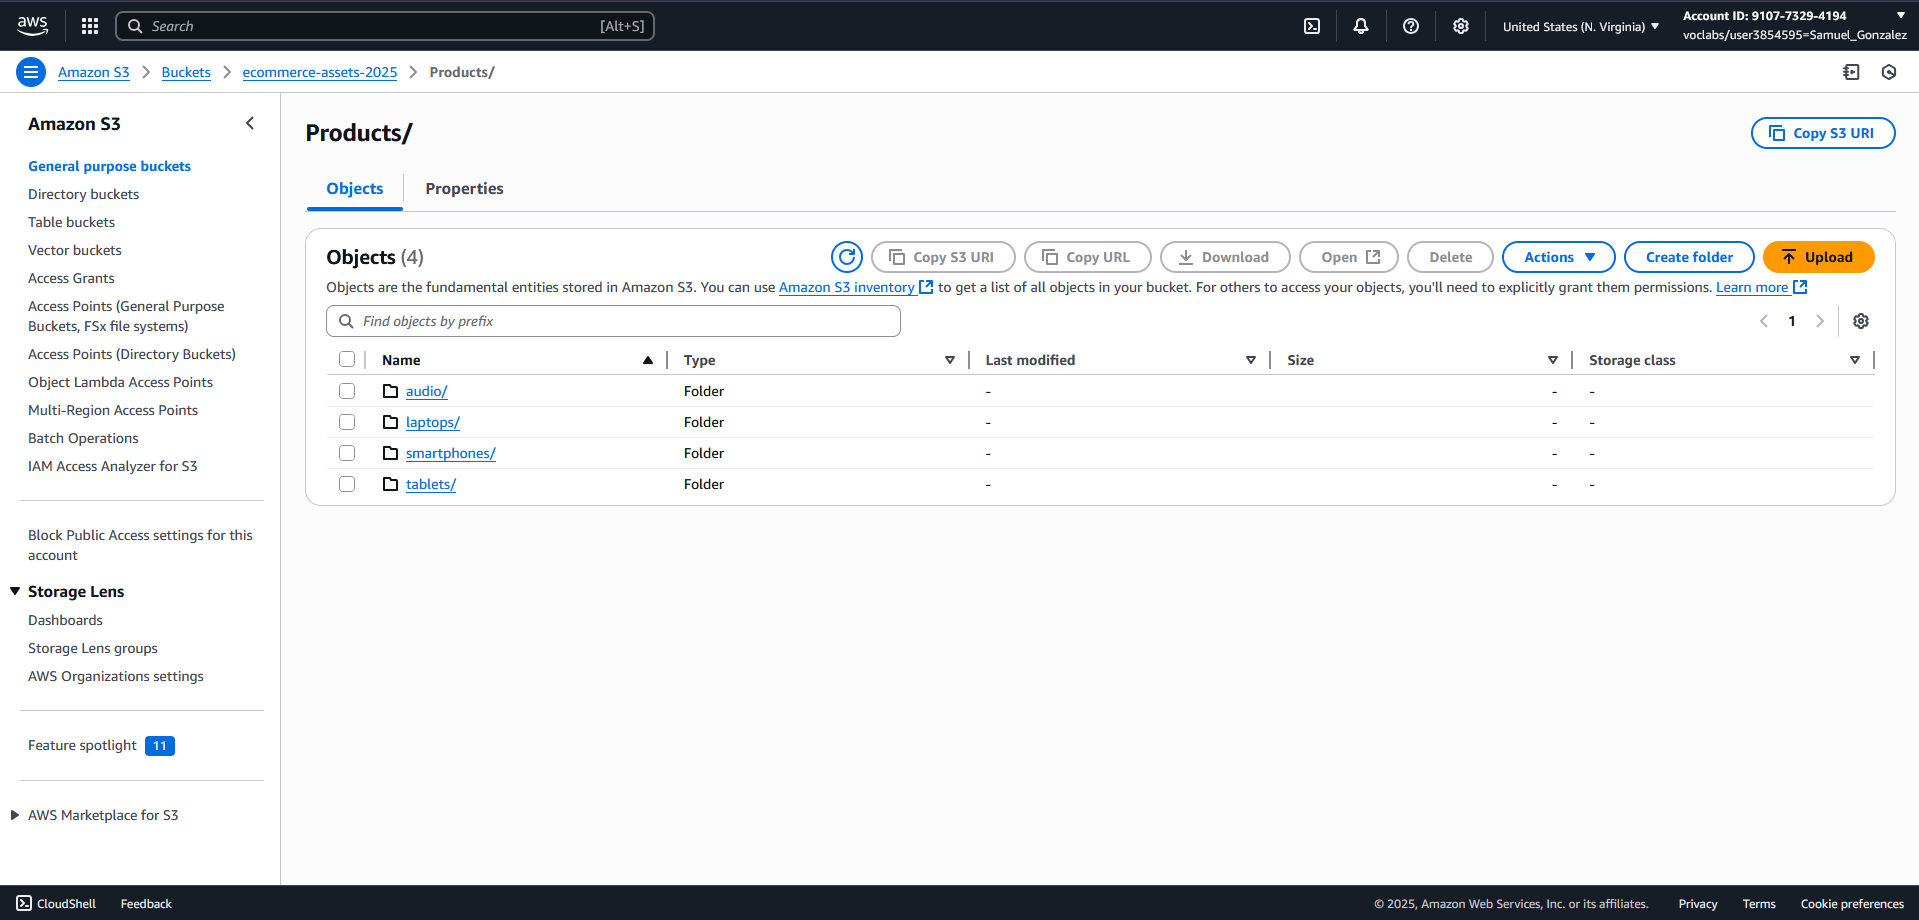 aws
Search [Alt+S]
United States (N. Virginia)
Account ID: 9107-7329-4194
voclabs/user3854595=Samuel_Gonzalez
Amazon S3 > Buckets > ecommerce-assets-2025 > Products/
Amazon S3
General purpose buckets
Directory buckets
Table buckets
Vector buckets
Access Grants
Access Points (General Purpose
Buckets, FSx file systems)
Access Points (Directory Buckets)
Object Lambda Access Points
Multi-Region Access Points
Batch Operations
IAM Access Analyzer for S3
Block Public Access settings for this
account
Storage Lens
Dashboards
Storage Lens groups
AWS Organizations settings
Feature spotlight 11
AWS Marketplace for S3
Products/
Copy S3 URI
Objects Properties
Objects (4)
Copy S3 URI Copy URL Download Open Delete Actions Create folder Upload
Objects are the fundamental entities stored in Amazon S3. You can use Amazon S3 inventory to get a list of all objects in your bucket. For others to access your objects, you'll need to explicitly grant them permissions. Learn more
Find objects by prefix
1
Name Type Last modified Size Storage class
audio/ Folder - - -
laptops/ Folder - - -
smartphones/ Folder - - -
tablets/ Folder - - -
CloudShell Feedback
© 2025, Amazon Web Services, Inc. or its affiliates. Privacy Terms Cookie preferences